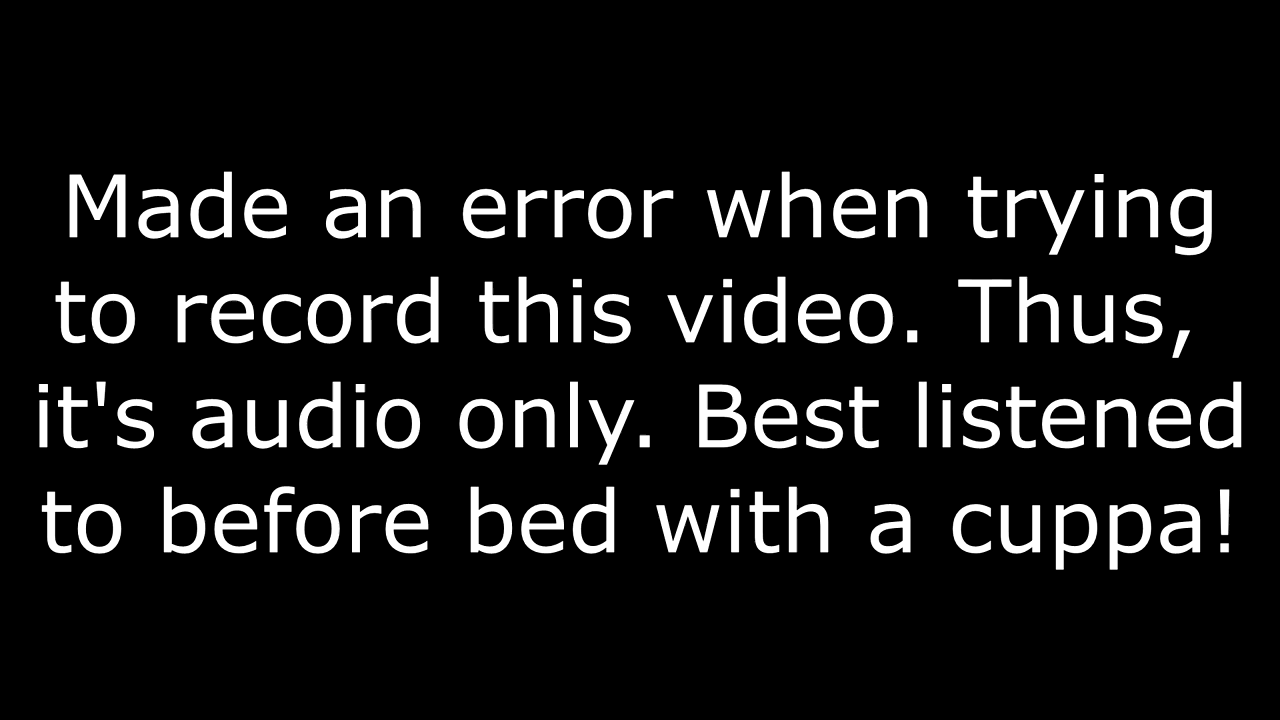 Made an error when trying
to record this video. Thus,
it's audio only. Best listened
to before bed with a cuppa!